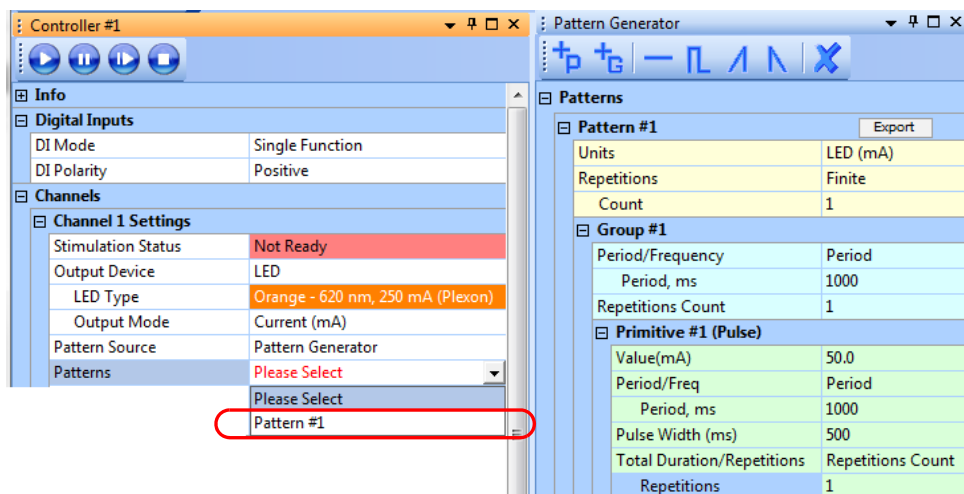 Controller #1
Info
Digital Inputs
DI Mode Single Function
DI Polarity Positive
Channels
Channel 1 Settings
Stimulation Status Not Ready
Output Device LED
LED Type Orange - 620 nm, 250 mA (Plexon)
Output Mode Current (mA)
Pattern Source Pattern Generator
Patterns Please Select
Please Select
Pattern #1
Pattern Generator
P G
Patterns
Pattern #1 Export
Units LED (mA)
Repetitions Finite
Count 1
Group #1
Period/Frequency Period
Period, ms 1000
Repetitions Count 1
Primitive #1 (Pulse)
Value(mA) 50.0
Period/Freq Period
Period, ms 1000
Pulse Width (ms) 500
Total Duration/Repetitions Repetitions Count
Repetitions 1